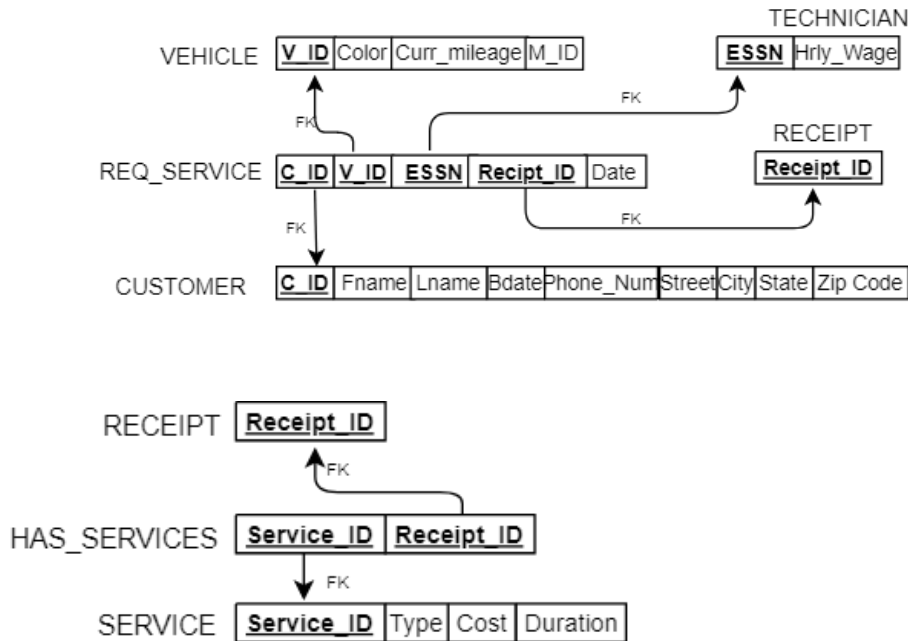 TECHNICIAN
VEHICLE V_ID Color Curr_mileage M_ID ESSN Hrly_Wage
FK
FK
RECEIPT
REQ_SERVICE C_ID V_ID ESSN Recipt_ID Date Receipt_ID
FK
FK
CUSTOMER C_ID Fname Lname Bdate Phone_Num Street City State Zip Code
RECEIPT Receipt_ID
FK
HAS_SERVICES Service_ID Receipt_ID
FK
SERVICE Service_ID Type Cost Duration